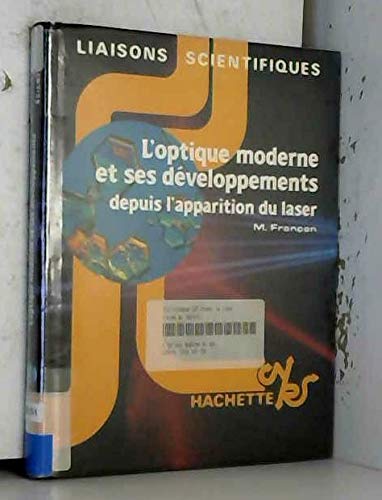 LIAISONS SCIENTIFIQUES
L'optique moderne
et ses développements
depuis l'apparition du laser
M. Françon
HACHETTE